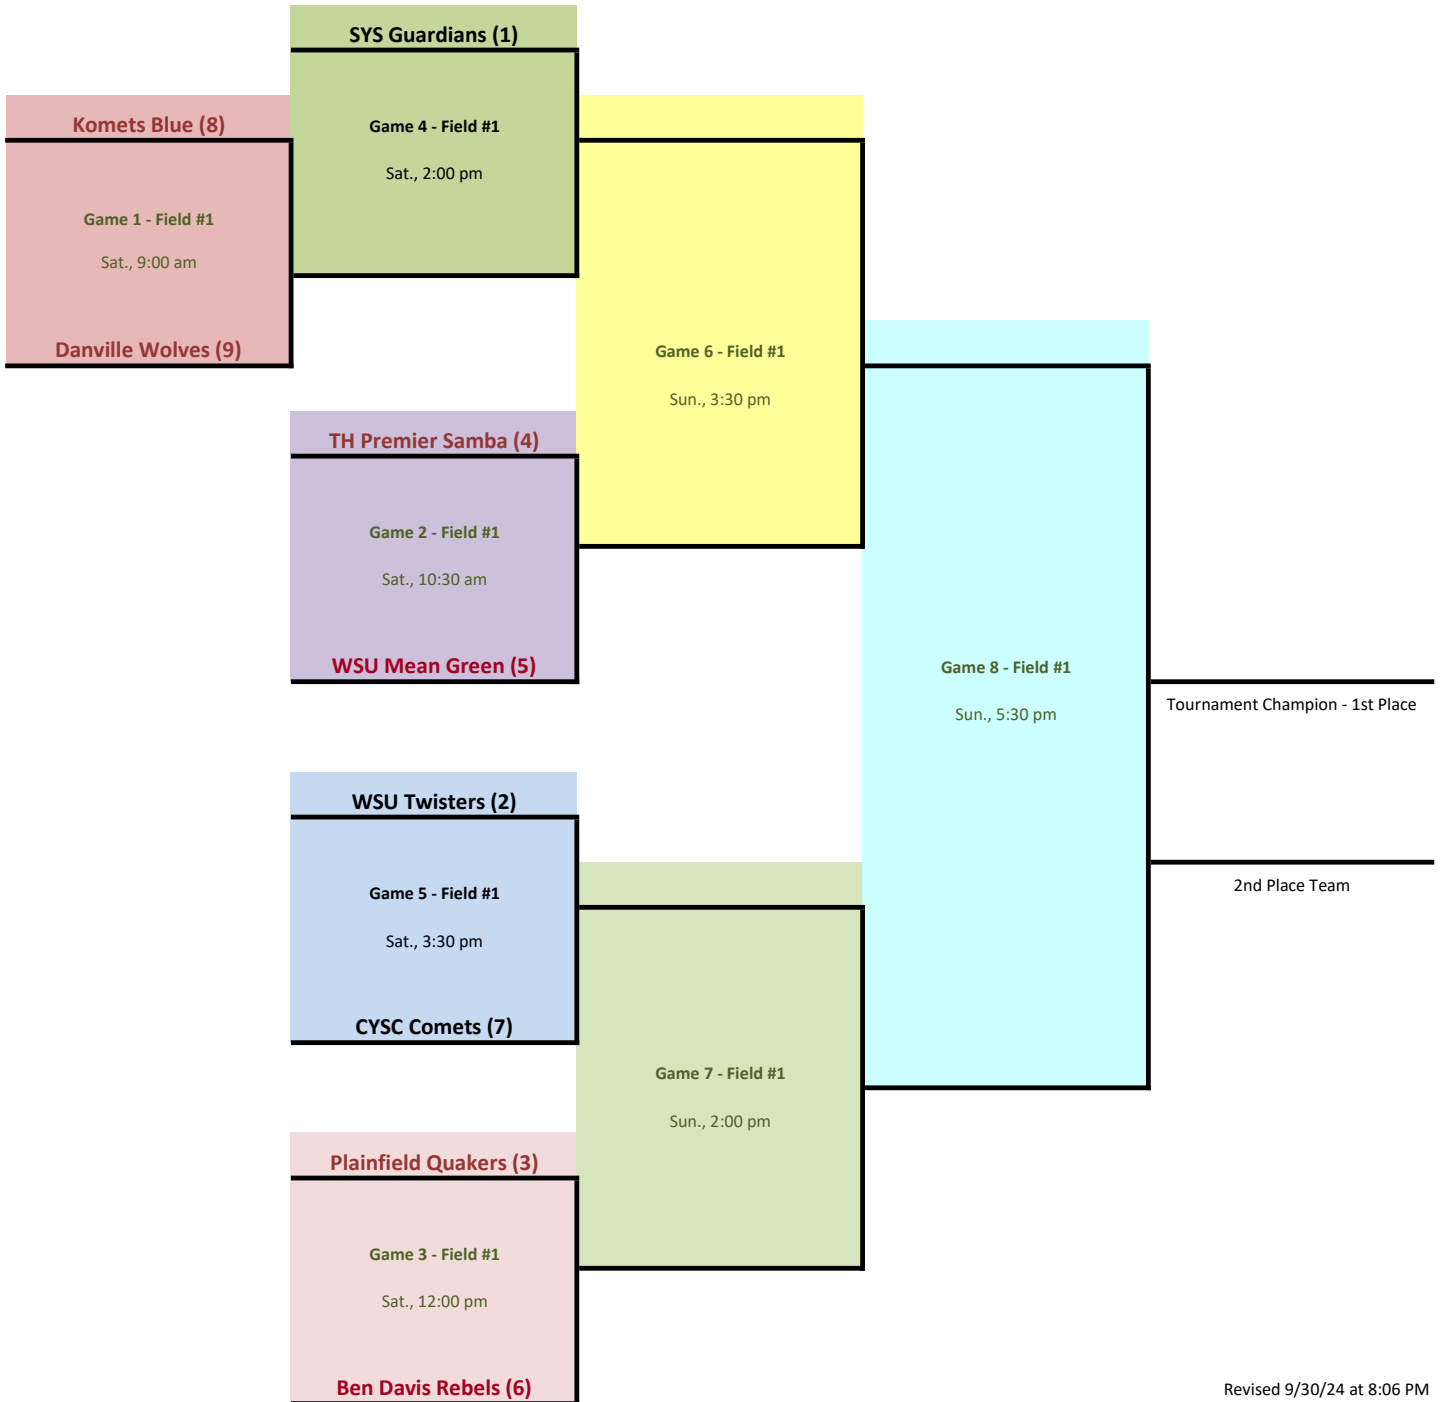 SYS Guardians (1)
Komets Blue (8)
Game 4 - Field #1
Sat., 2:00 pm
Game 1 - Field #1
Sat., 9:00 am
Danville Wolves (9)
Game 6 - Field #1
Sun., 3:30 pm
TH Premier Samba (4)
Game 2 - Field #1
Sat., 10:30 am
WSU Mean Green (5)
Game 8 - Field #1
Sun., 5:30 pm
Tournament Champion - 1st Place
WSU Twisters (2)
Game 5 - Field #1
Sat., 3:30 pm
2nd Place Team
CYSC Comets (7)
Game 7 - Field #1
Sun., 2:00 pm
Plainfield Quakers (3)
Game 3 - Field #1
Sat., 12:00 pm
Ben Davis Rebels (6)
Revised 9/30/24 at 8:06 PM